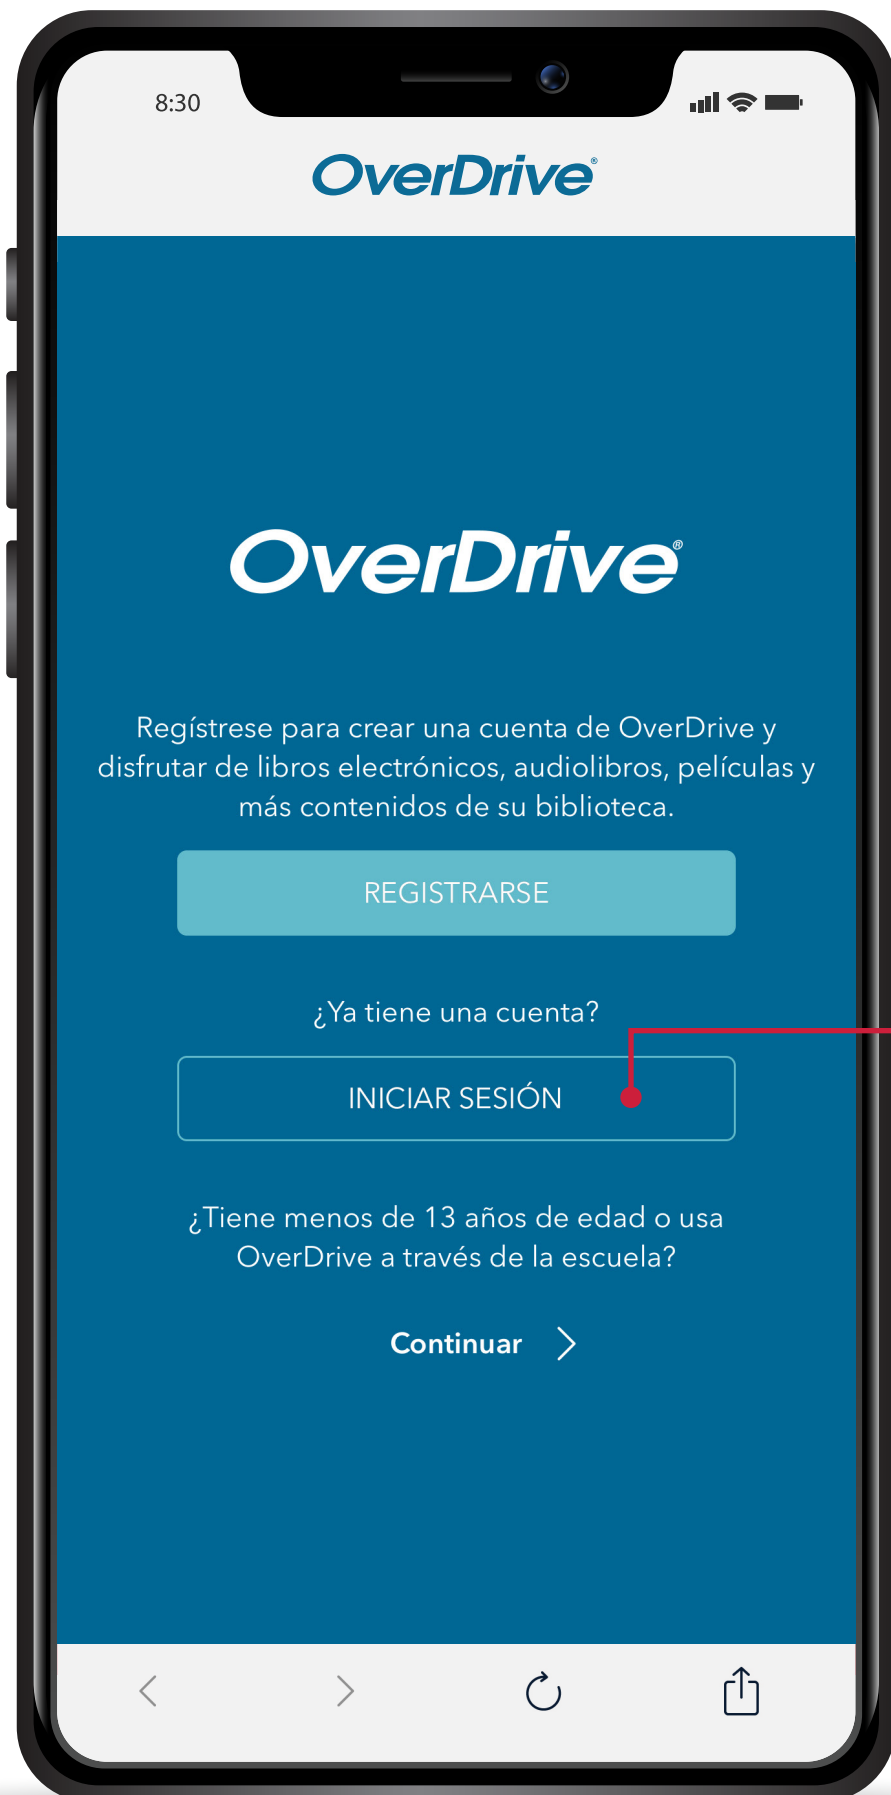 8:30
OverDrive®
OverDrive®
Regístrese para crear una cuenta de OverDrive y
disfrutar de libros electrónicos, audiolibros, películas y
más contenidos de su biblioteca.
REGISTRARSE
¿Ya tiene una cuenta?
INICIAR SESIÓN
¿Tiene menos de 13 años de edad o usa
OverDrive a través de la escuela?
Continuar